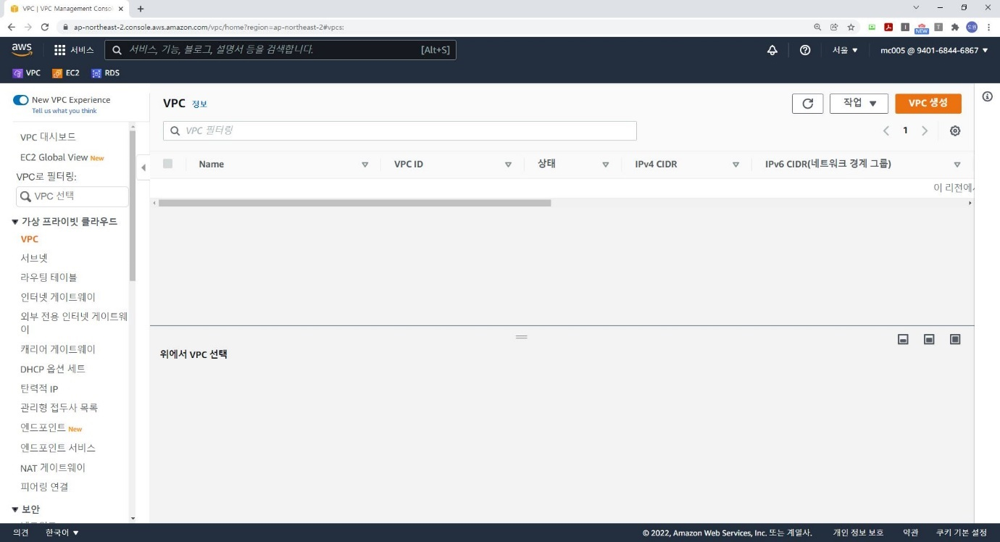 VPC | VPC Management Consol
ap-northeast-2.console.aws.amazon.com/vpc/home?region=ap-northeast-2#vpcs:
NEW
도원
aws
서비스
서비스, 기능, 블로그, 설명서 등을 검색합니다.
[Alt+S]
서울
mc005 @ 9401-6844-6867
VPC
EC2
RDS
New VPC Experience
Tell us what you think
VPC 대시보드
EC2 Global View New
VPC로 필터링:
VPC 선택
가상 프라이빗 클라우드
VPC
서브넷
라우팅 테이블
인터넷 게이트웨이
외부 전용 인터넷 게이트웨
이
캐리어 게이트웨이
DHCP 옵션 세트
탄력적 IP
관리형 접두사 목록
엔드포인트 New
엔드포인트 서비스
NAT 게이트웨이
피어링 연결
보안
VPC 정보
작업
VPC 생성
VPC 필터링
1
Name
VPC ID
상태
IPv4 CIDR
IPv6 CIDR(네트워크 경계 그룹)
이 리전에서
위에서 VPC 선택
의견
한국어
© 2022, Amazon Web Services, Inc. 또는 계열사.
개인 정보 보호
약관
쿠키 기본 설정